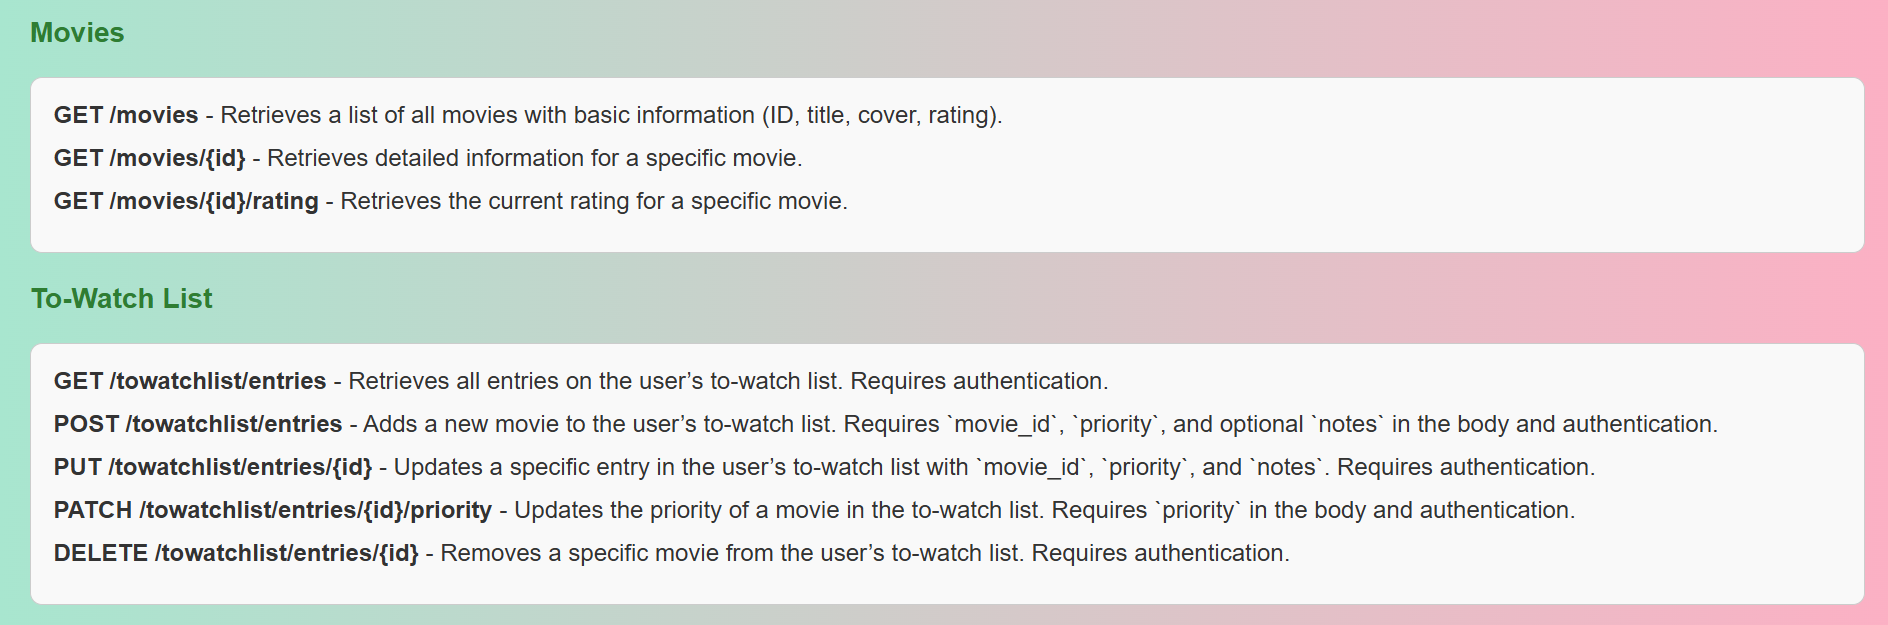 Movies
GET /movies - Retrieves a list of all movies with basic information (ID, title, cover, rating).
GET /movies/{id} - Retrieves detailed information for a specific movie.
GET /movies/{id}/rating - Retrieves the current rating for a specific movie.
To-Watch List
GET /towatchlist/entries - Retrieves all entries on the user’s to-watch list. Requires authentication.
POST /towatchlist/entries - Adds a new movie to the user’s to-watch list. Requires `movie_id`, `priority`, and optional `notes` in the body and authentication.
PUT /towatchlist/entries/{id} - Updates a specific entry in the user’s to-watch list with `movie_id`, `priority`, and `notes`. Requires authentication.
PATCH /towatchlist/entries/{id}/priority - Updates the priority of a movie in the to-watch list. Requires `priority` in the body and authentication.
DELETE /towatchlist/entries/{id} - Removes a specific movie from the user’s to-watch list. Requires authentication.